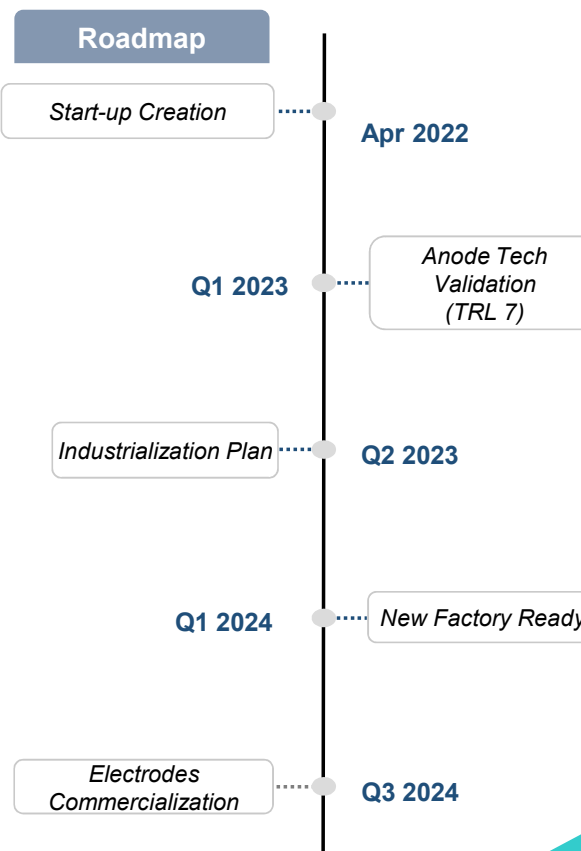 Roadmap
Start-up Creation
Apr 2022
Q1 2023
Anode Tech
Validation
(TRL 7)
Industrialization Plan
Q2 2023
Q1 2024
New Factory Ready
Electrodes
Commercialization
Q3 2024